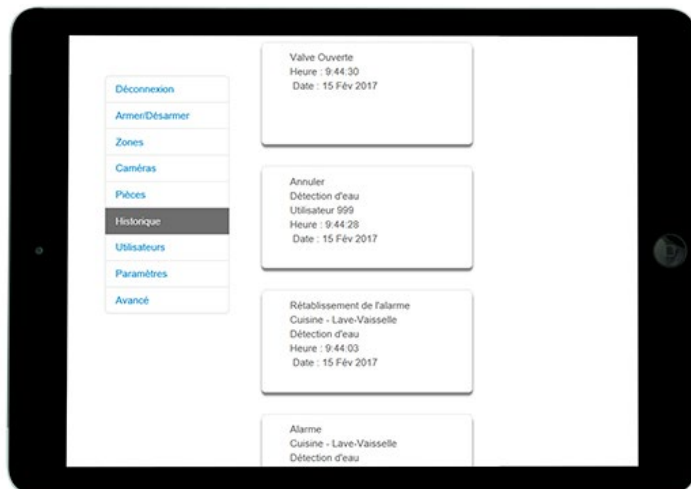 Déconnexion
Armer/Désarmer
Zones
Caméras
Pièces
Historique
Utilisateurs
Paramètres
Avancé
Valve Ouverte
Heure : 9:44:30
Date : 15 Fév 2017
Annuler
Détection d'eau
Utilisateur 999
Heure : 9:44:28
Date : 15 Fév 2017
Rétablissement de l'alarme
Cuisine - Lave-Vaisselle
Détection d'eau
Heure : 9:44:03
Date : 15 Fév 2017
Alarme
Cuisine - Lave-Vaisselle
Détection d'eau